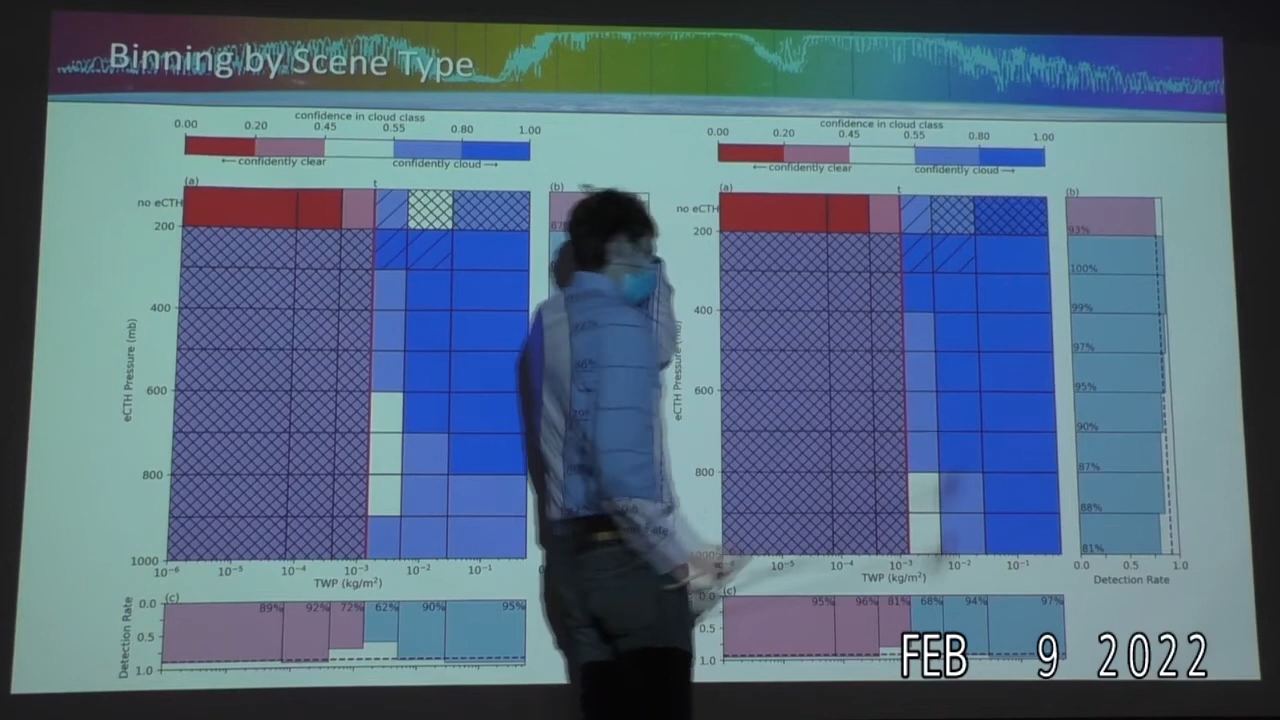 Binning by Scene Type
confidence in cloud class
0.00 0.20 0.45 0.55 0.80 1.00
←confidently clear confidently cloud→
(a) t (b)
no eCTH
200
400
600
800
1000
eCTH Pressure (mb)
10⁻⁶ 10⁻⁵ 10⁻⁴ 10⁻³ 10⁻² 10⁻¹
TWP (kg/m²)
(c)
89% 92% 72% 62% 90% 95%
0.0
0.5
1.0
Detection Rate
confidence in cloud class
0.00 0.20 0.45 0.55 0.80 1.00
←confidently clear confidently cloud→
(a) t (b)
no eCTH
200
400
600
800
eCTH Pressure (mb)
10⁻⁵ 10⁻⁴ 10⁻³ 10⁻² 10⁻¹
TWP (kg/m²)
93%
100%
99%
97%
95%
90%
87%
88%
81%
0.0 0.5 1.0
Detection Rate
(c)
95% 96% 81% 68% 94% 97%
0.0
0.5
1.0
FEB 9 2022